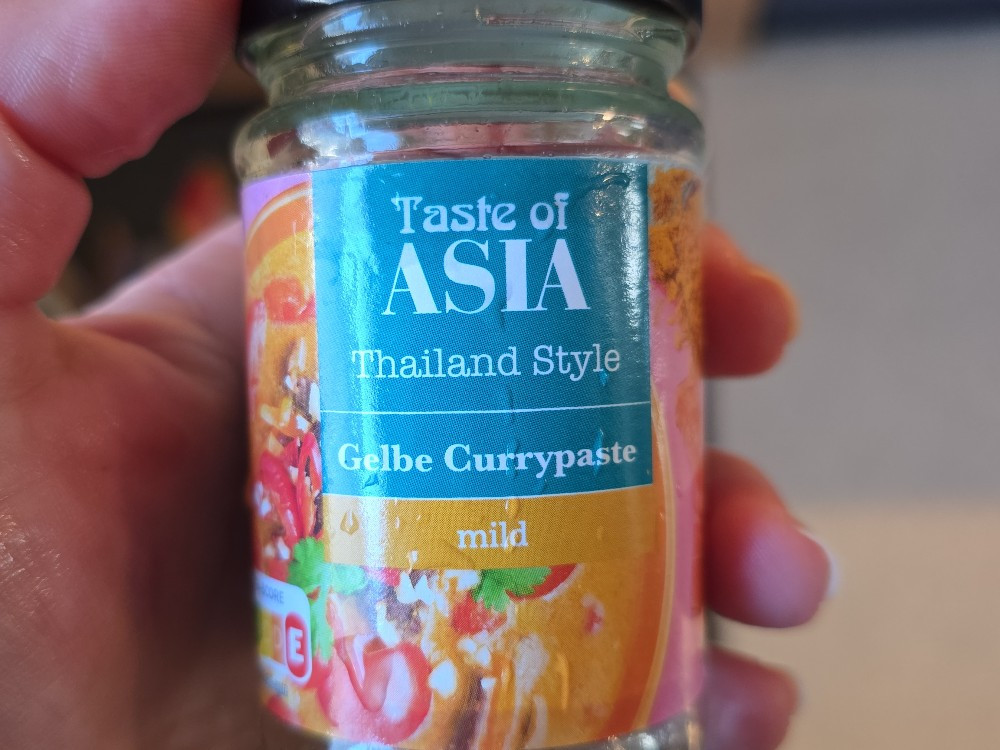 Taste of
ASIA
Thailand Style
Gelbe Currypaste
mild
E